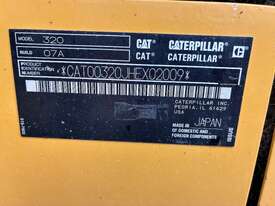 MODEL 320 CAT® CATERPILLAR®
BUILD 07A CAT® CATERPILLAR®
PRODUCT
IDENTIFICATION
NUMBER *CAT00320JHEX02009*
CATERPILLAR INC.
PEORIA, IL 61629
USA
MADE IN JAPAN
OF DOMESTIC AND
FOREIGN COMPONENTS